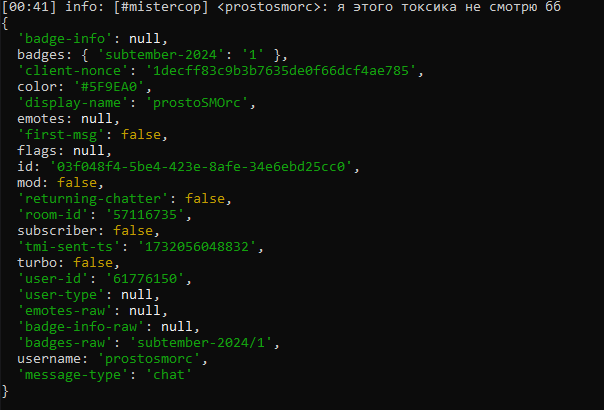 [00:41] info: [#mistercop] <prostosmorc>: я этого токсика не смотрю бб
{
  'badge-info': null,
  badges: { 'subtember-2024': '1' },
  'client-nonce': '1decff83c9b3b7635de0f66dcf4ae785',
  color: '#5F9EA0',
  'display-name': 'prostoSMOrc',
  emotes: null,
  'first-msg': false,
  flags: null,
  id: '03f048f4-5be4-423e-8afe-34e6ebd25cc0',
  mod: false,
  'returning-chatter': false,
  'room-id': '57116735',
  subscriber: false,
  'tmi-sent-ts': '1732056048832',
  turbo: false,
  'user-id': '61776150',
  'user-type': null,
  'emotes-raw': null,
  'badge-info-raw': null,
  'badges-raw': 'subtember-2024/1',
  username: 'prostosmorc',
  'message-type': 'chat'
}